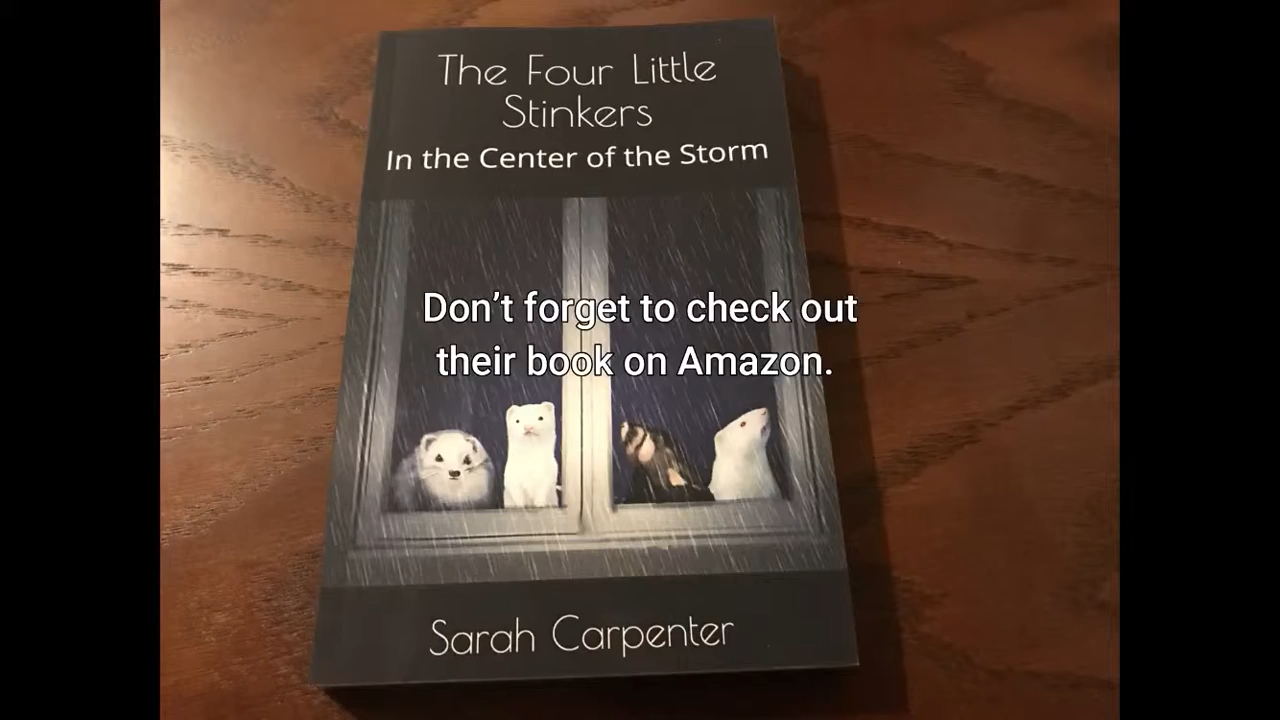 The Four Little
Stinkers
In the Center of the Storm
Don’t forget to check out
their book on Amazon.
Sarah Carpenter